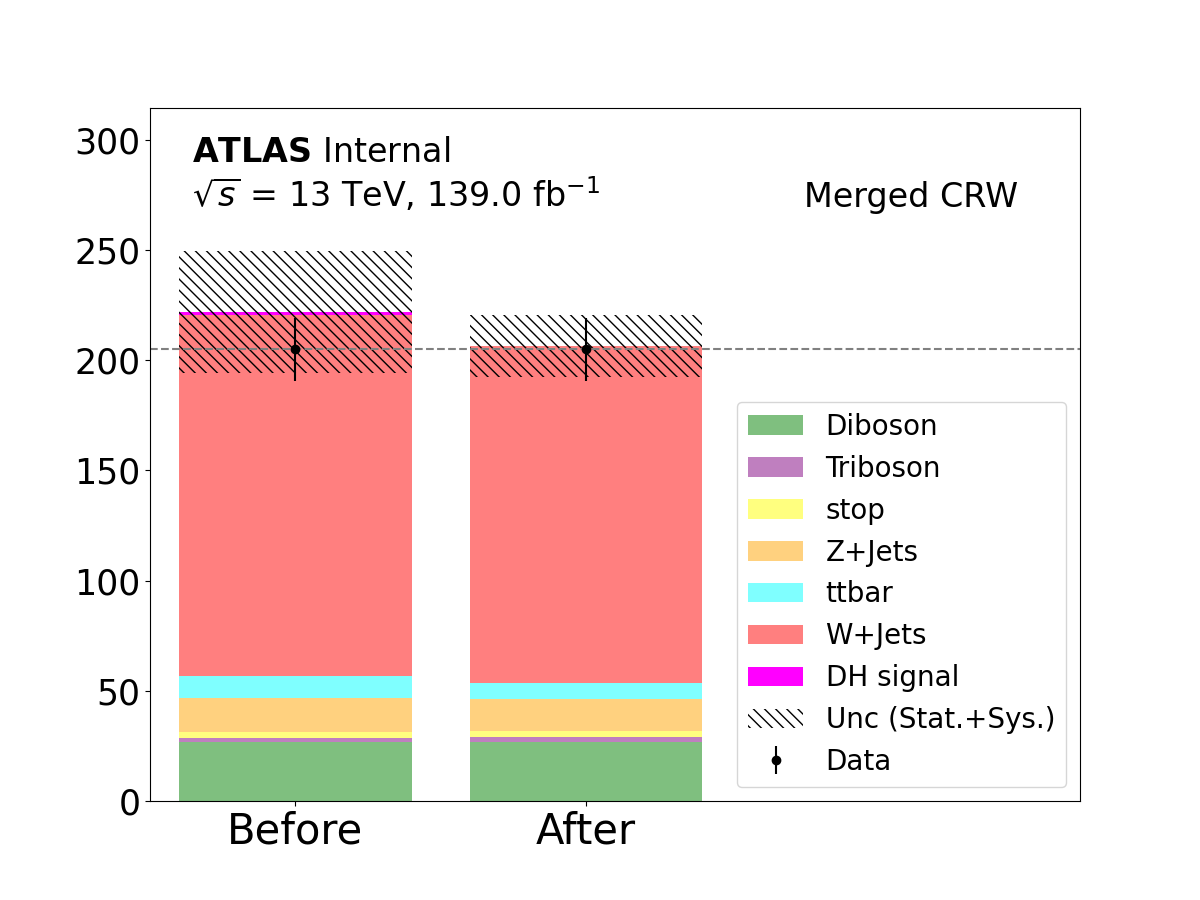 ATLAS Internal
√s = 13 TeV, 139.0 fb⁻¹
Merged CRW
300
250
200
150
100
50
0
Diboson
Triboson
stop
Z+Jets
ttbar
W+Jets
DH signal
Unc (Stat.+Sys.)
Data
Before
After